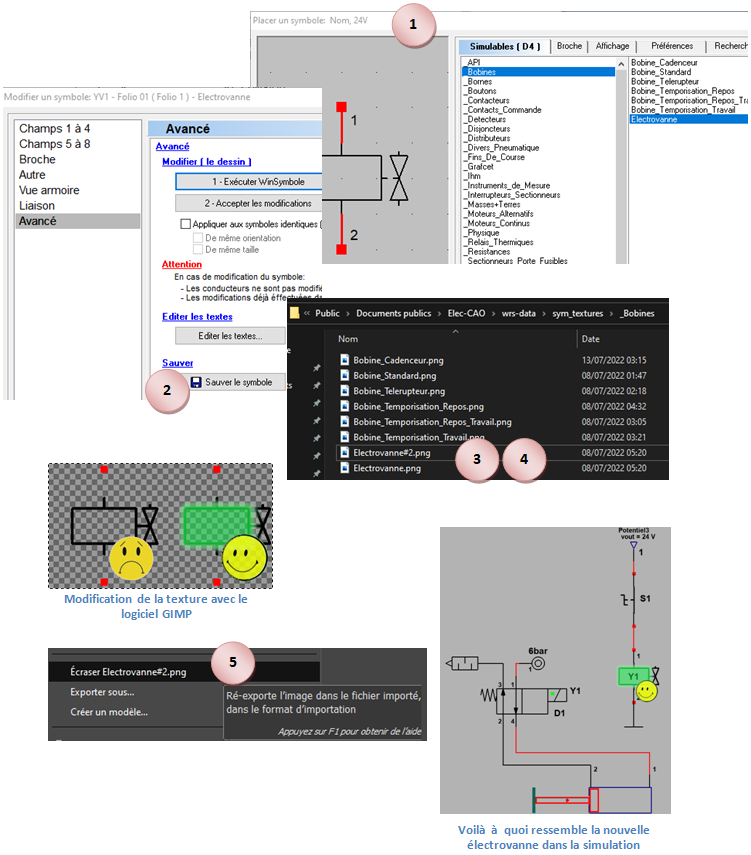 Placer un symbole: Nom, 24V
1
Simulables ( D4 )
Broche
Affichage
Préférences
Recherch
_API
_Bobines
_Bornes
_Boutons
_Contacteurs
_Contacts_Commande
_Detecteurs
_Disjoncteurs
_Distributeurs
_Divers_Pneumatique
_Fins_De_Course
_Grafcet
_Ihm
_Instruments_de_Mesure
_Interrupteurs_Sectionneurs
_Masses+Terres
_Moteurs_Alternatifs
_Moteurs_Continus
_Physique
_Relais_Thermiques
_Resistances
_Sectionneurs_Porte_Fusibles
Bobine_Cadenceur
Bobine_Standard
Bobine_Telerupteur
Bobine_Temporisation_Repos
Bobine_Temporisation_Repos_Tra
Bobine_Temporisation_Travail
Electrovanne
1
2
Modifier un symbole: YV1 - Folio 01 ( Folio 1 ) - Electrovanne
Champs 1 à 4
Champs 5 à 8
Broche
Autre
Vue armoire
Liaison
Avancé
Avancé
Avancé
Modifier ( le dessin )
1 - Exécuter WinSymbole
2 - Accepter les modifications
Appliquer aux symboles identiques (
De même orientation
De même taille
Attention
En cas de modification du symbole:
- Les conducteurs ne sont pas modifié
- Les modifications déjà éffectuées da
Editer les textes
Editer les textes...
Sauver
2
Sauver le symbole
Public
Documents publics
Elec-CAO
wrs-data
sym_textures
_Bobines
Nom
Date
Bobine_Cadenceur.png
13/07/2022 03:15
Bobine_Standard.png
08/07/2022 01:47
Bobine_Telerupteur.png
08/07/2022 02:18
Bobine_Temporisation_Repos.png
08/07/2022 04:32
Bobine_Temporisation_Repos_Travail.png
08/07/2022 03:05
Bobine_Temporisation_Travail.png
08/07/2022 03:21
Electrovanne#2.png
08/07/2022 05:20
Electrovanne.png
08/07/2022 05:20
3
4
Modification de la texture avec le
logiciel GIMP
5
Écraser Electrovanne#2.png
Exporter sous...
Créer un modèle...
Ré-exporte l'image dans le fichier importé,
dans le format d'importation
Appuyez sur F1 pour obtenir de l'aide
Potentiel3
vout = 24 V
1
S1
1
Y1
6bar
1
3
1
Y1
D1
2
4
2
1
Voilà à quoi ressemble la nouvelle
électrovanne dans la simulation